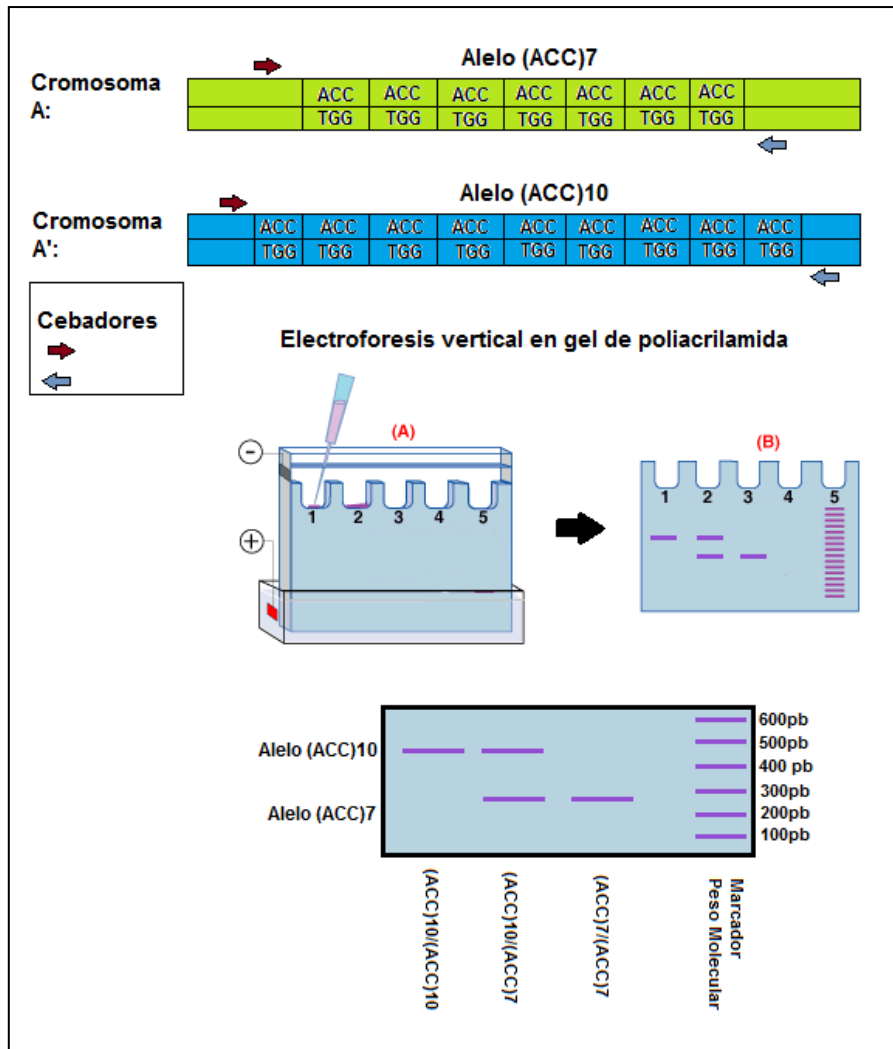 Alelo (ACC)7
Cromosoma
A:
ACC ACC ACC ACC ACC ACC ACC
TGG TGG TGG TGG TGG TGG TGG
Alelo (ACC)10
Cromosoma
A':
ACC ACC ACC ACC ACC ACC ACC ACC ACC
TGG TGG TGG TGG TGG TGG TGG TGG TGG
Cebadores
Electroforesis vertical en gel de poliacrilamida
(A)
(B)
−
+
1 2 3 4 5
1 2 3 4 5
600pb
Alelo (ACC)10
500pb
400 pb
300pb
Alelo (ACC)7
200pb
100pb
(ACC)10/(ACC)10
(ACC)10/(ACC)7
(ACC)7/(ACC)7
Marcador
Peso Molecular